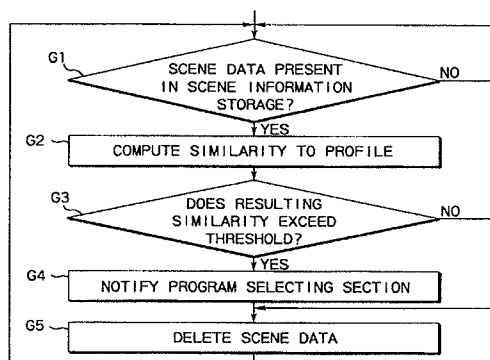 G1
SCENE DATA PRESENT
IN SCENE INFORMATION
STORAGE?
NO
YES
G2
COMPUTE SIMILARITY TO PROFILE
G3
DOES RESULTING
SIMILARITY EXCEED
THRESHOLD?
NO
YES
G4
NOTIFY PROGRAM SELECTING SECTION
G5
DELETE SCENE DATA